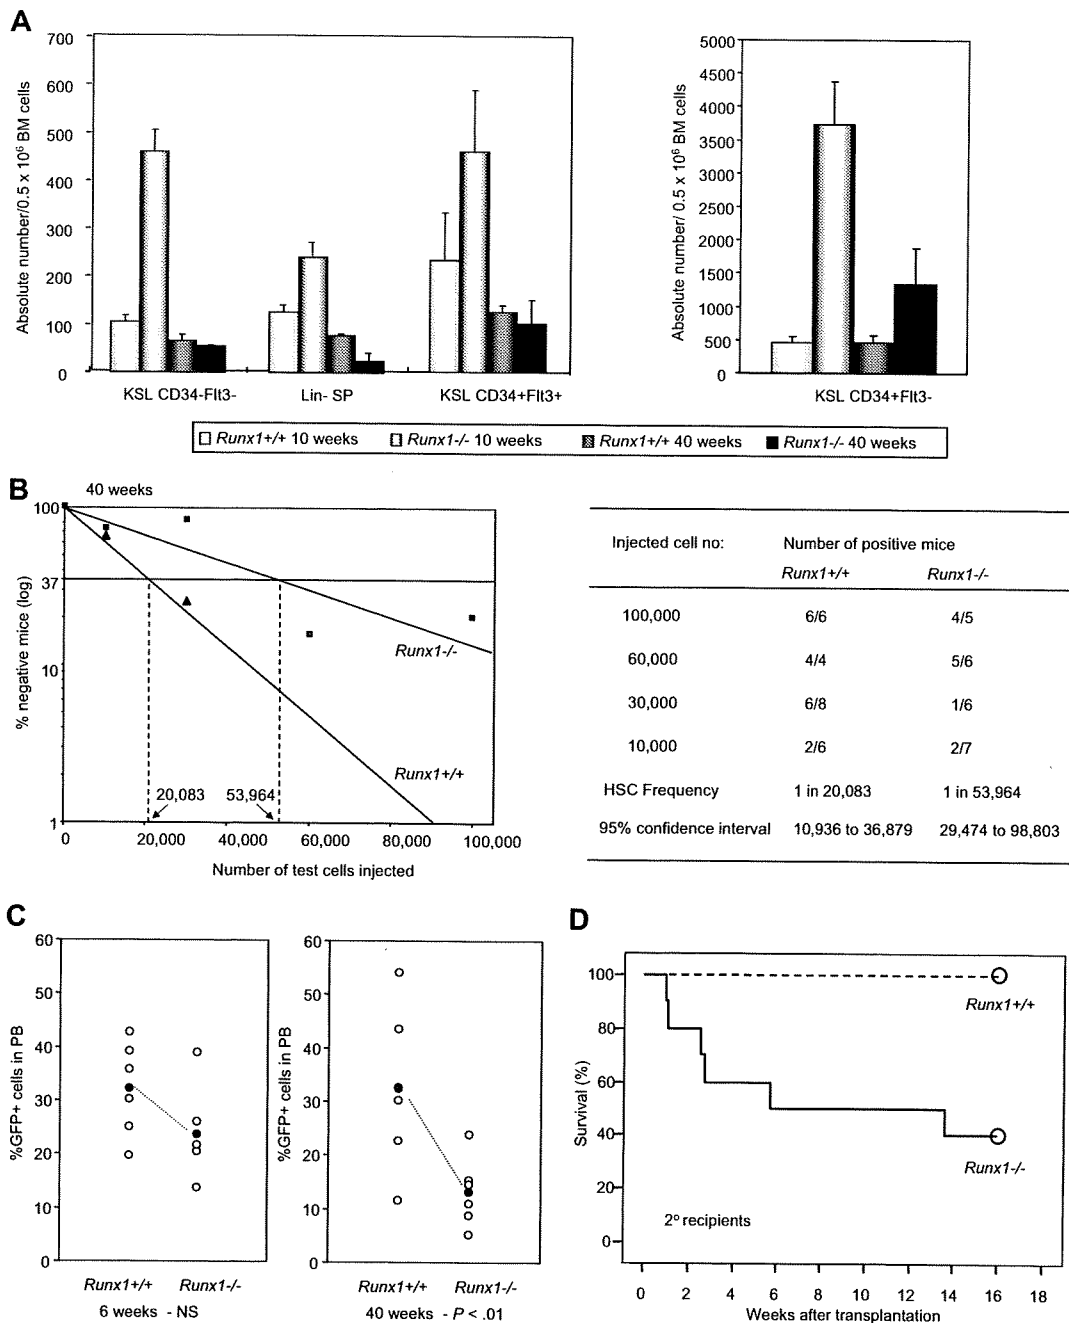 A
700
600
500
400
300
200
100
0
Absolute number/0.5 x 10⁶ BM cells
KSL CD34-Flt3-
Lin- SP
KSL CD34+Flt3+
5000
4500
4000
3500
3000
2500
2000
1500
1000
500
0
Absolute number/ 0.5 x 10⁶ BM cells
KSL CD34+Flt3-
Runx1+/+ 10 weeks
Runx1-/- 10 weeks
Runx1+/+ 40 weeks
Runx1-/- 40 weeks
B
40 weeks
100
37
10
1
% negative mice (log)
Runx1-/-
Runx1+/+
20,083
53,964
0
20,000
40,000
60,000
80,000
100,000
Number of test cells injected
Injected cell no: Number of positive mice
Runx1+/+ Runx1-/-
100,000 6/6 4/5
60,000 4/4 5/6
30,000 6/8 1/6
10,000 2/6 2/7
HSC Frequency 1 in 20,083 1 in 53,964
95% confidence interval 10,936 to 36,879 29,474 to 98,803
C
60
50
40
30
20
10
0
%GFP+ cells in PB
Runx1+/+ Runx1-/-
6 weeks - NS
60
50
40
30
20
10
0
%GFP+ cells in PB
Runx1+/+ Runx1-/-
40 weeks - P < .01
D
100
80
60
40
20
0
Survival (%)
Runx1+/+
Runx1-/-
2º recipients
0 2 4 6 8 10 12 14 16 18
Weeks after transplantation